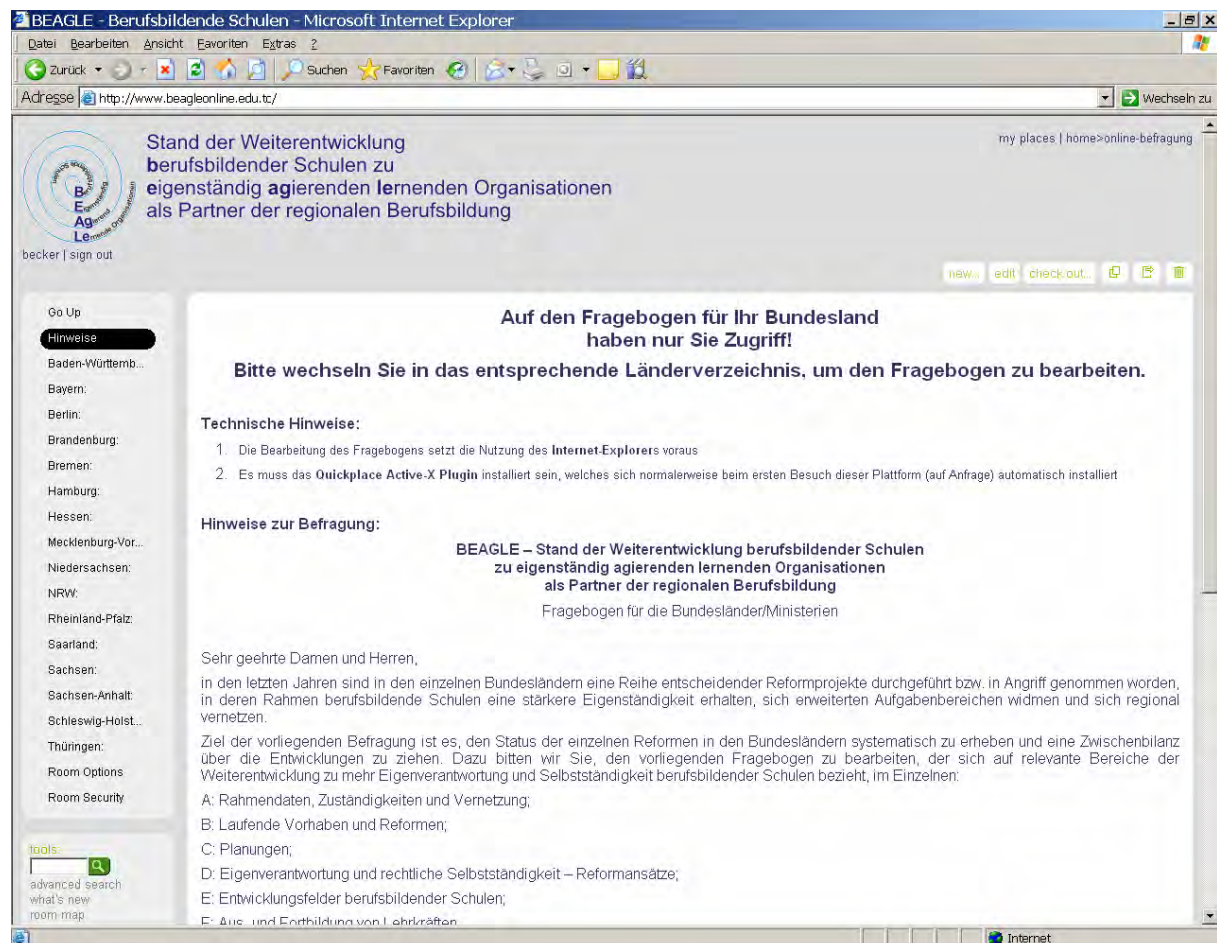 BEAGLE - Berufsbildende Schulen - Microsoft Internet Explorer
Datei Bearbeiten Ansicht Favoriten Extras ?
Zurück Suchen Favoriten
Adresse http://www.beagleonline.edu.tc/ Wechseln zu
Stand der Weiterentwicklung
berufsbildender Schulen zu
eigenständig agierenden lernenden Organisationen
als Partner der regionalen Berufsbildung
my places | home>online-befragung
B
E
Ag
Le
becker | sign out
new... edit check out...
Go Up
Hinweise
Baden-Württemb...
Bayern:
Berlin:
Brandenburg:
Bremen:
Hamburg:
Hessen:
Mecklenburg-Vor...
Niedersachsen:
NRW:
Rheinland-Pfalz:
Saarland:
Sachsen:
Sachsen-Anhalt:
Schleswig-Holst...
Thüringen:
Room Options
Room Security
tools:
advanced search
what's new
room map
Auf den Fragebogen für Ihr Bundesland
haben nur Sie Zugriff!
Bitte wechseln Sie in das entsprechende Länderverzeichnis, um den Fragebogen zu bearbeiten.
Technische Hinweise:
1. Die Bearbeitung des Fragebogens setzt die Nutzung des Internet-Explorers voraus
2. Es muss das Quickplace Active-X Plugin installiert sein, welches sich normalerweise beim ersten Besuch dieser Plattform (auf Anfrage) automatisch installiert
Hinweise zur Befragung:
BEAGLE – Stand der Weiterentwicklung berufsbildender Schulen
zu eigenständig agierenden lernenden Organisationen
als Partner der regionalen Berufsbildung
Fragebogen für die Bundesländer/Ministerien
Sehr geehrte Damen und Herren,
in den letzten Jahren sind in den einzelnen Bundesländern eine Reihe entscheidender Reformprojekte durchgeführt bzw. in Angriff genommen worden,
in deren Rahmen berufsbildende Schulen eine stärkere Eigenständigkeit erhalten, sich erweiterten Aufgabenbereichen widmen und sich regional
vernetzen.
Ziel der vorliegenden Befragung ist es, den Status der einzelnen Reformen in den Bundesländern systematisch zu erheben und eine Zwischenbilanz
über die Entwicklungen zu ziehen. Dazu bitten wir Sie, den vorliegenden Fragebogen zu bearbeiten, der sich auf relevante Bereiche der
Weiterentwicklung zu mehr Eigenverantwortung und Selbstständigkeit berufsbildender Schulen bezieht, im Einzelnen:
A: Rahmendaten, Zuständigkeiten und Vernetzung;
B: Laufende Vorhaben und Reformen;
C: Planungen;
D: Eigenverantwortung und rechtliche Selbstständigkeit – Reformansätze;
E: Entwicklungsfelder berufsbildender Schulen;
F: Aus- und Fortbildung von Lehrkräften
Internet